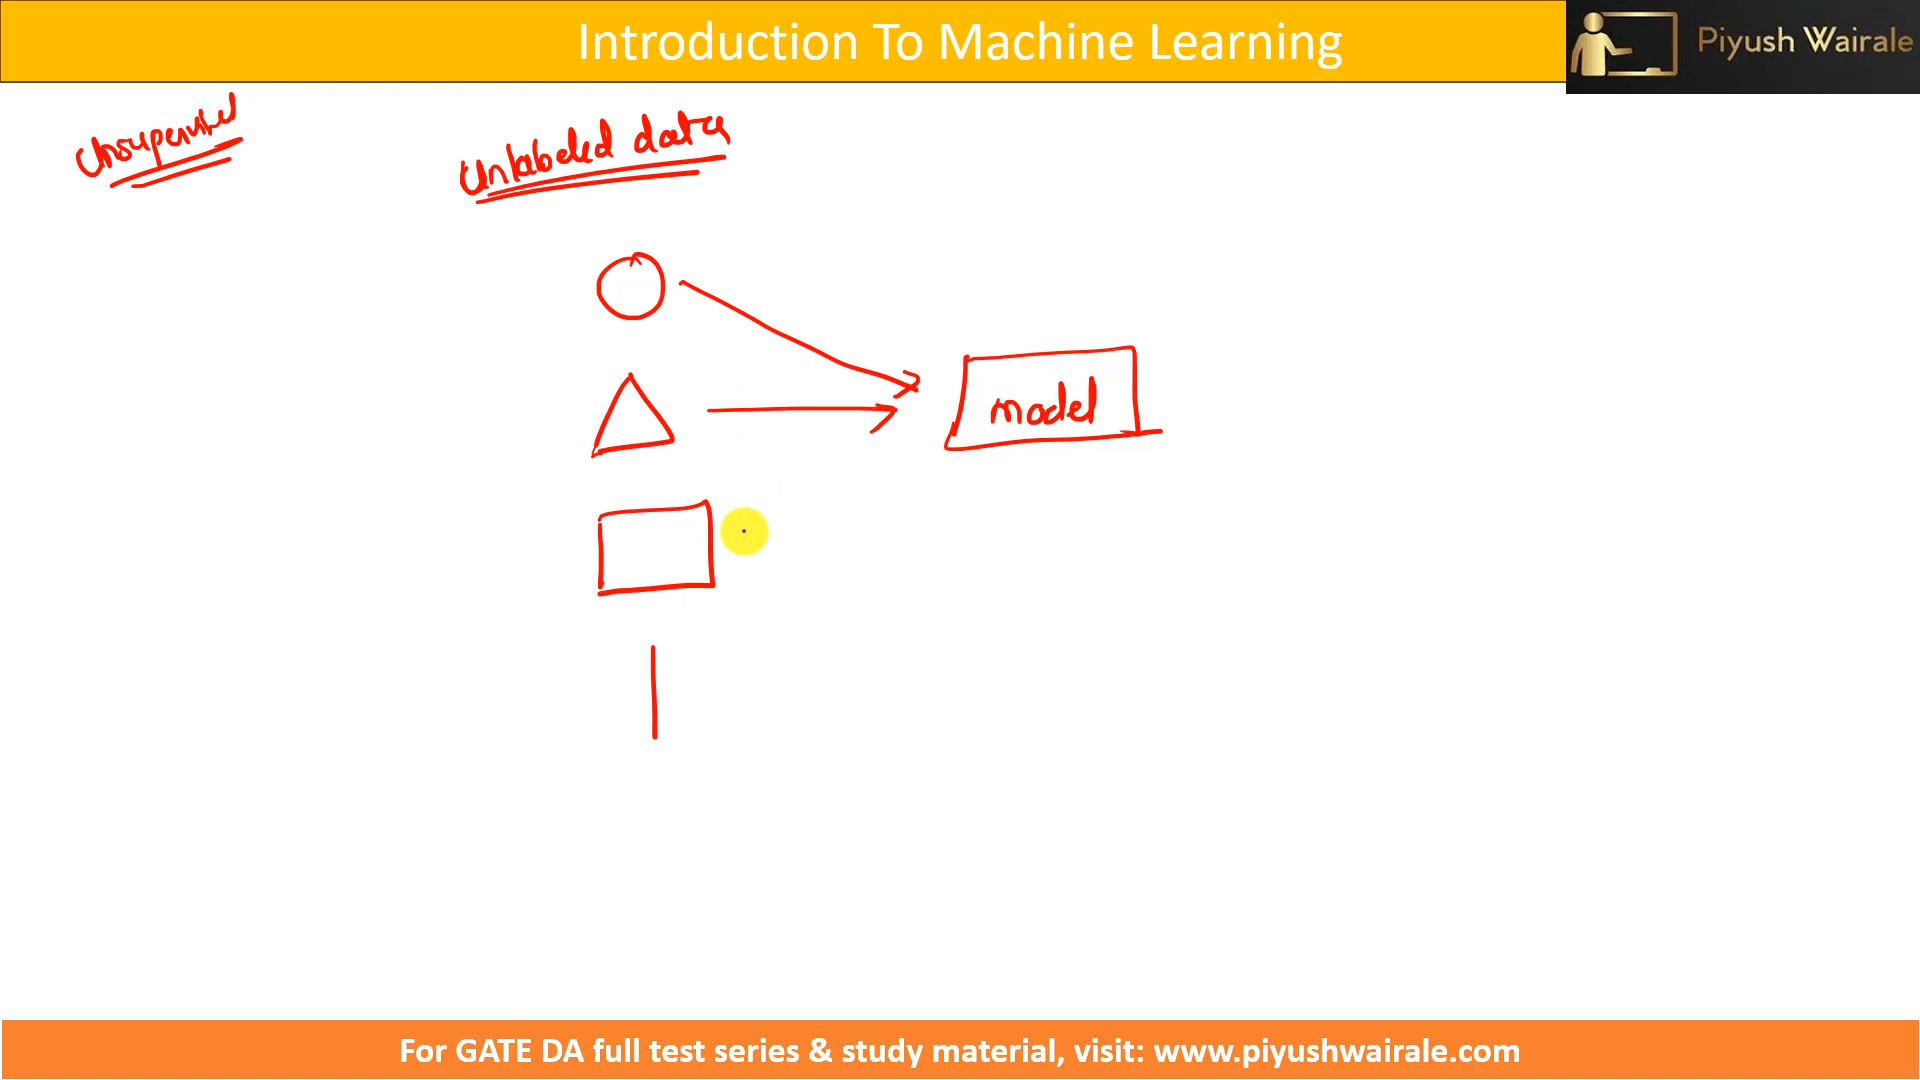 Introduction To Machine Learning
Piyush Wairale
Unsupervised
Unlabeled data
model
For GATE DA full test series & study material, visit: www.piyushwairale.com